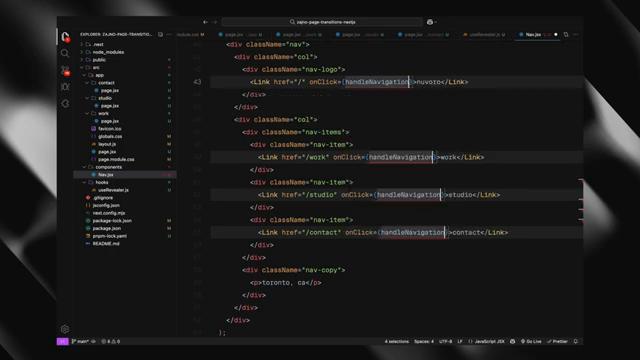 zajno-page-transitions-nextjs
EXPLORER: ZAJNO-PAGE-TRANSITION...
.next
node_modules
public
src
app
contact
page.jsx U
studio
page.jsx U
work
page.jsx U
favicon.ico
globals.css M
layout.js M
page.jsx U
page.module.css M
components
Nav.jsx
hooks
useRevealer.js U
.gitignore
jsconfig.json
next.config.mjs
package-lock.json M
package.json M
pnpm-lock.yaml U
README.md
module.css M
page.jsx
page.jsx
page.jsx
page.jsx
useRevealer.js U
Nav.jsx
<div className="nav">
<div className="col">
<div className="nav-logo">
43 <Link href="/" onClick={handleNavigation}>nuvoro</Link>
</div>
</div>
<div className="col">
<div className="nav-items">
<div className="nav-item">
<Link href="/work" onClick={handleNavigation}>work</Link>
</div>
<div className="nav-item">
<Link href="/studio" onClick={handleNavigation}>studio</Link>
</div>
<div className="nav-item">
<Link href="/contact" onClick={handleNavigation}>contact</Link>
</div>
</div>
<div className="nav-copy">
<p>toronto, ca</p>
</div>
</div>
</div>
);
main* 6 0 4 selections Spaces: 2 UTF-8 LF {} JavaScript JSX Go Live Prettier